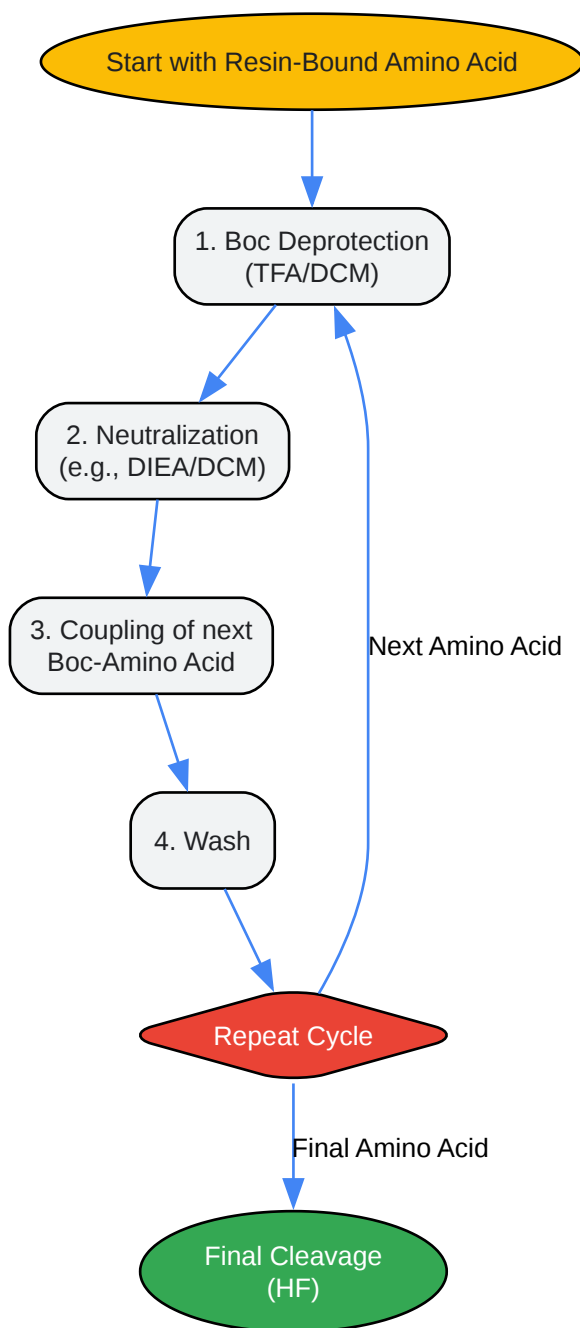 Start with Resin-Bound Amino Acid
1. Boc Deprotection
(TFA/DCM)
2. Neutralization
(e.g., DIEA/DCM)
3. Coupling of next
Boc-Amino Acid
Next Amino Acid
4. Wash
Repeat Cycle
Final Amino Acid
Final Cleavage
(HF)